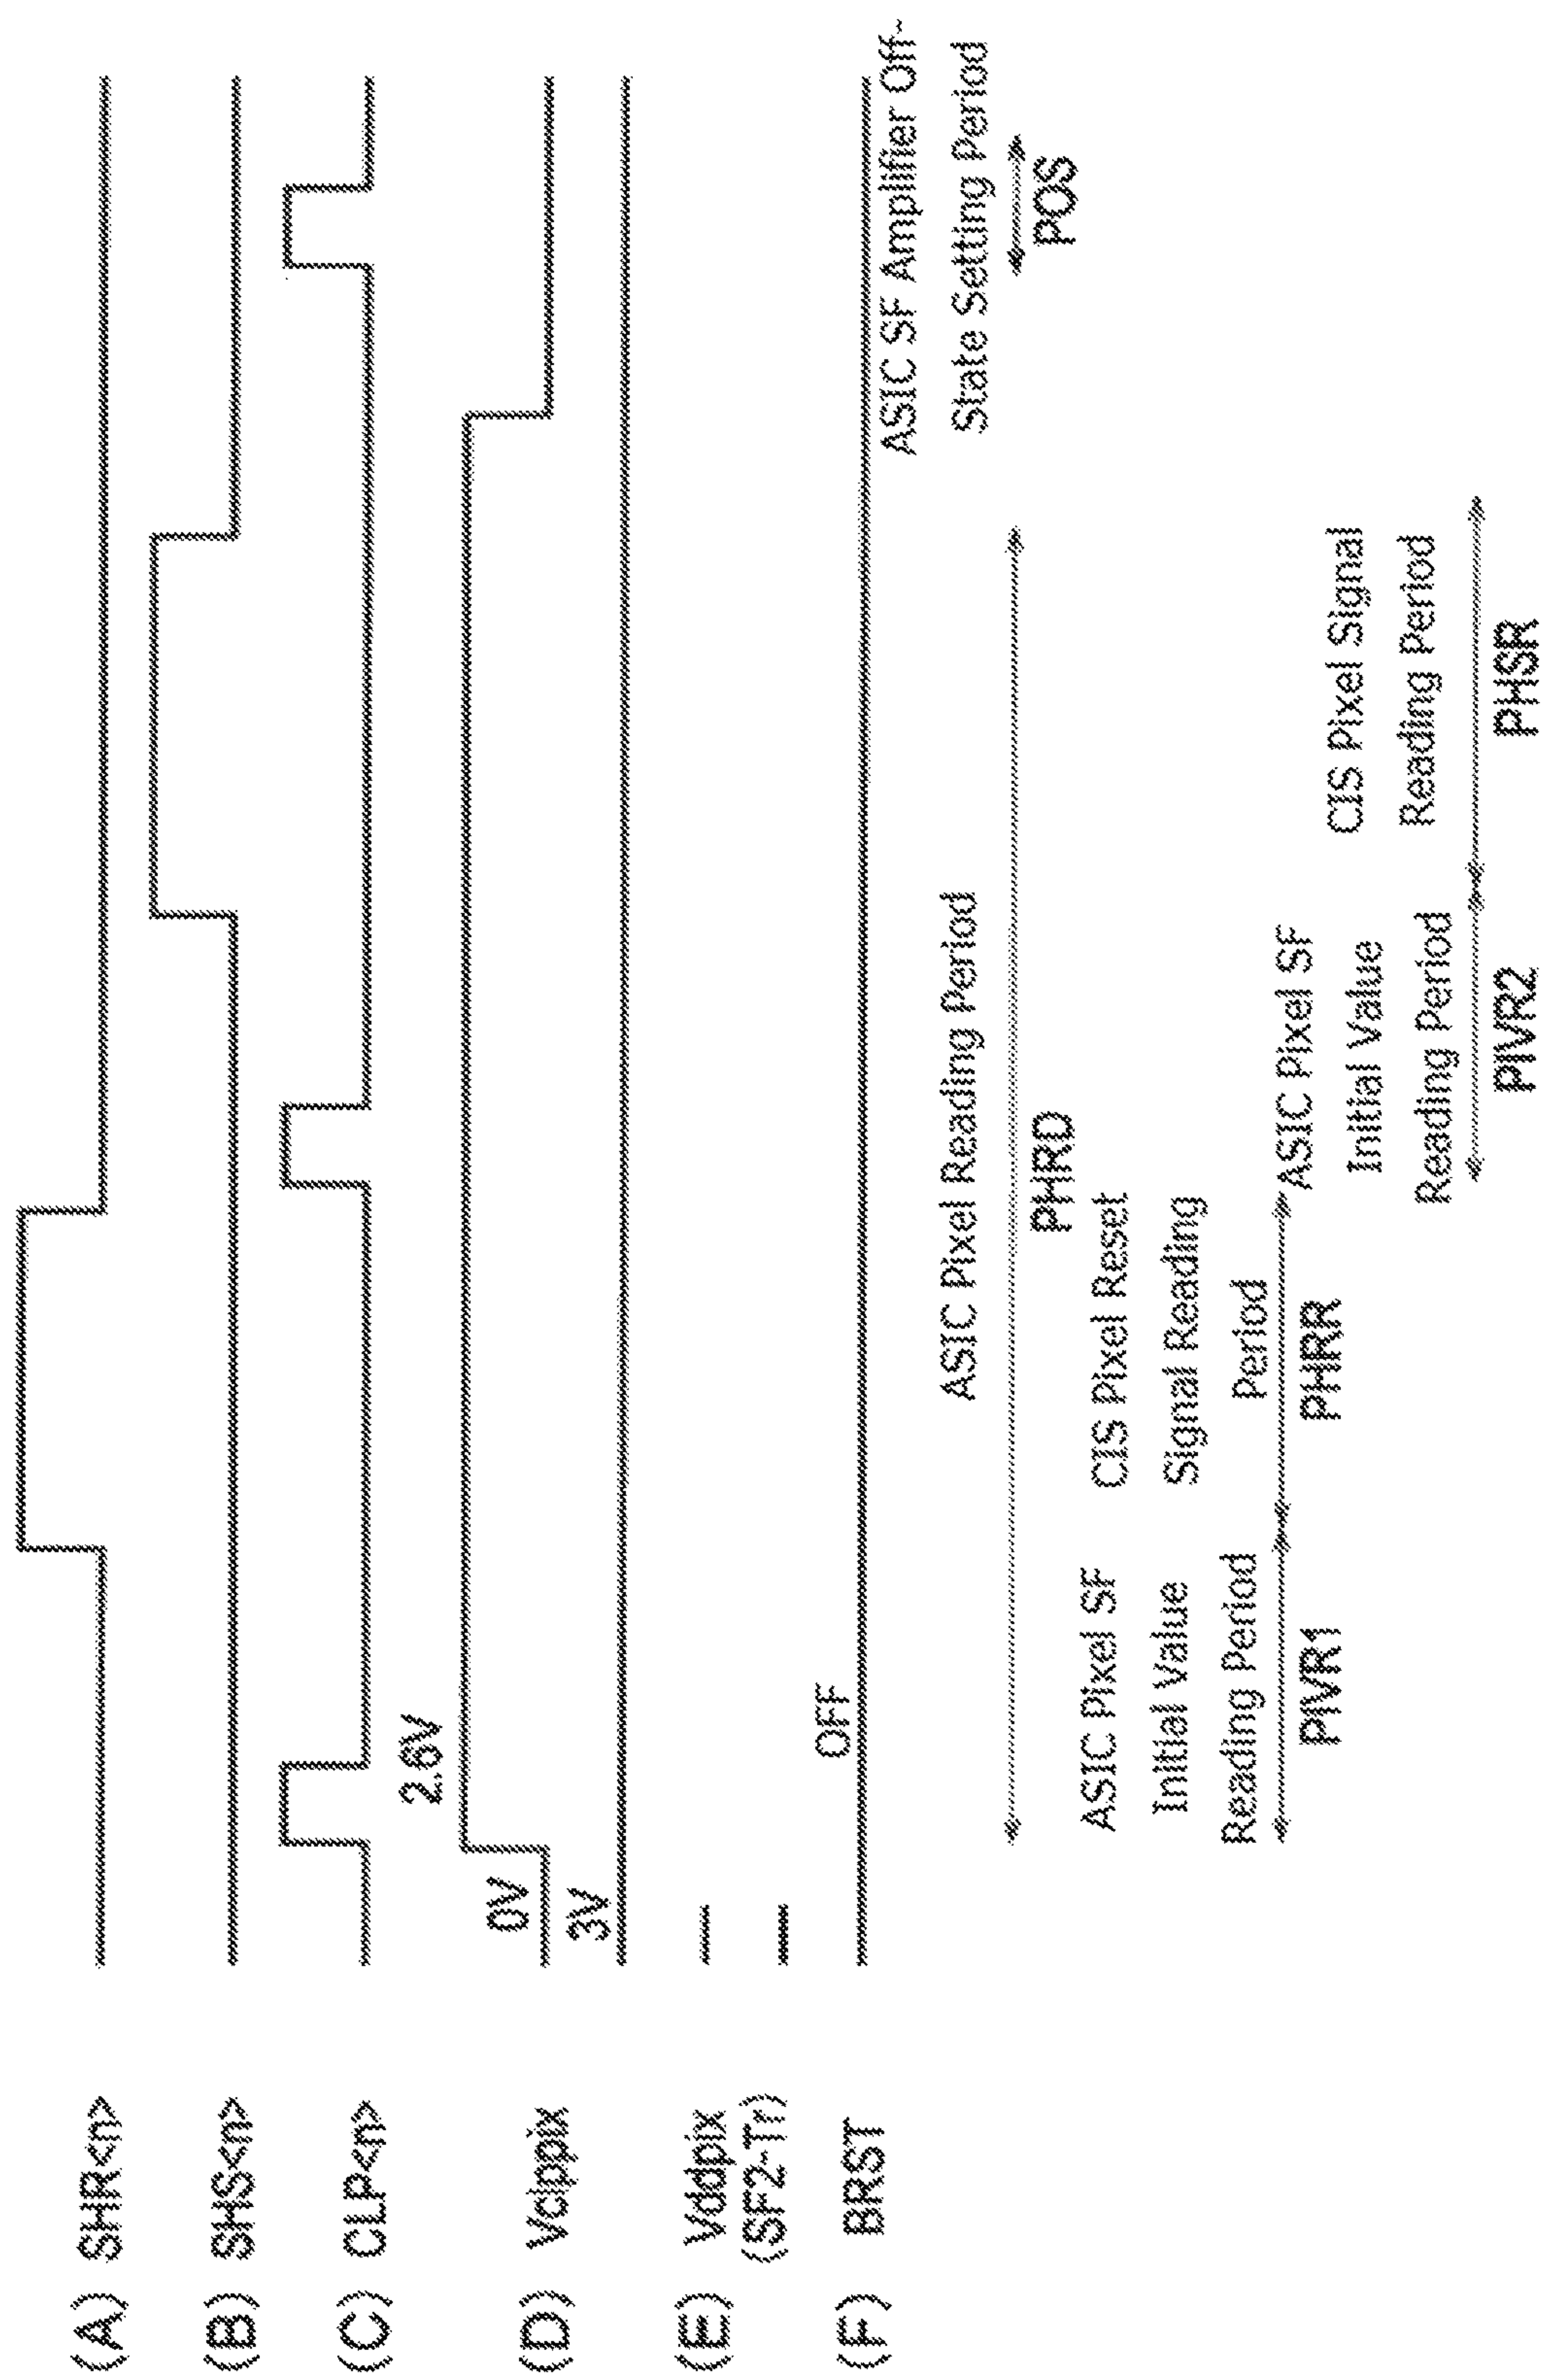 (A) SHR<n>
(B) SHS<n>
(C) CLP<n>
2.6V
(D) Vclppix
0V
3V
(E) Vddpix
(SF2-Tr)
OFF
(F) BRST
ASIC SF Amplifier Off-
State Setting Period
POS
ASIC Pixel Reading Period
PHRD
ASIC Pixel SF
Initial Value
Reading Period
PIVR1
CIS Pixel Reset
Signal Reading
Period
PHRR
ASIC Pixel SF
Initial Value
Reading Period
PIVR2
CIS Pixel Signal
Reading Period
PHSR